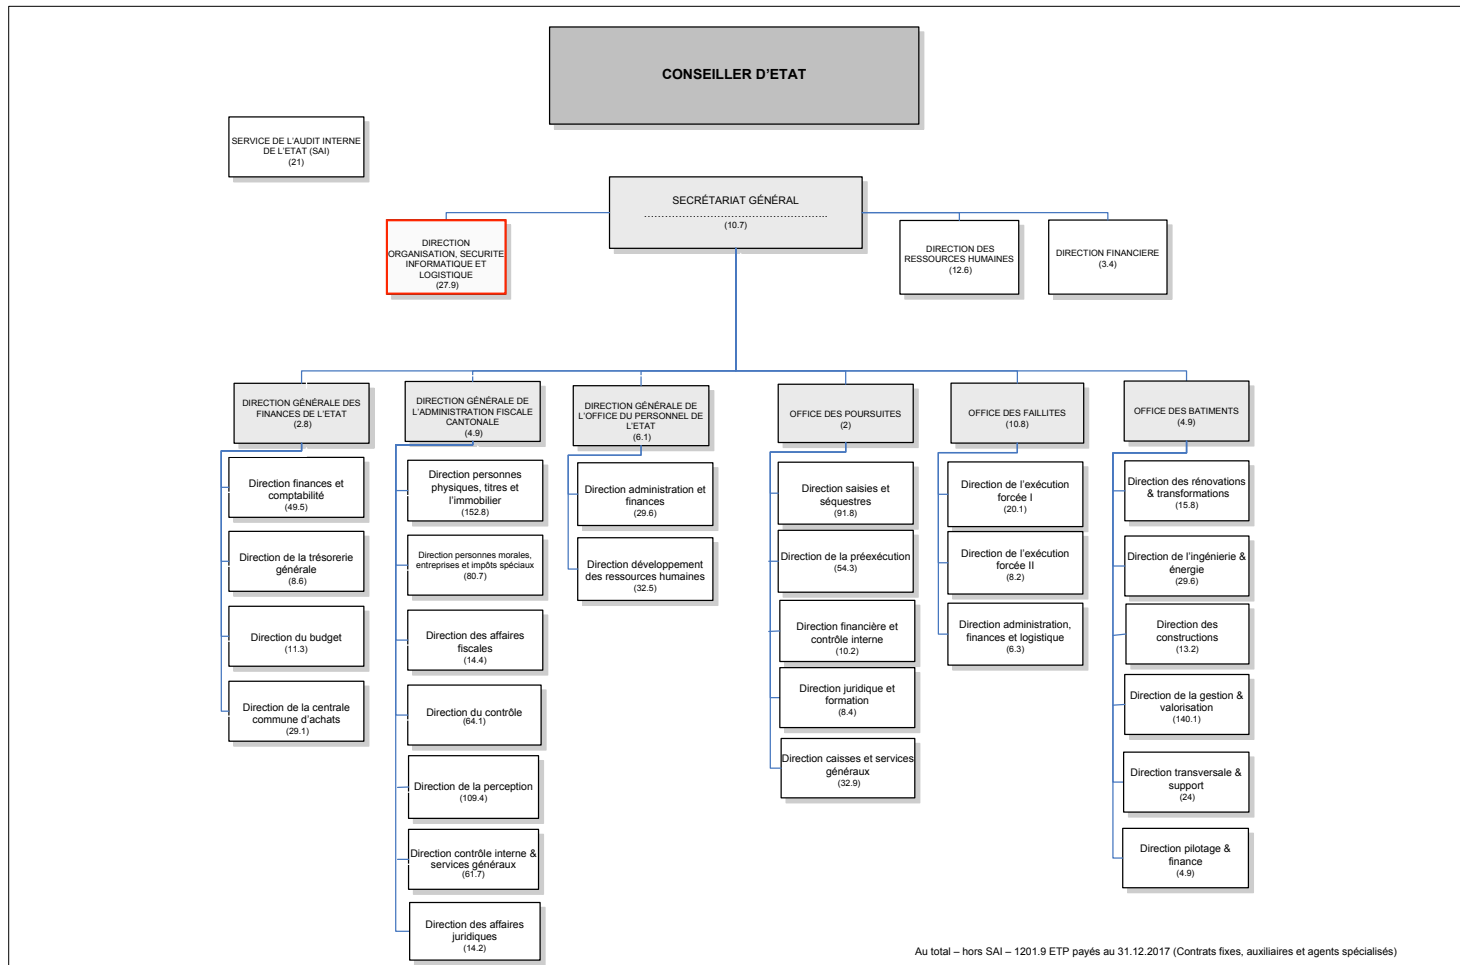 CONSEILLER D'ETAT
SERVICE DE L'AUDIT INTERNE
DE L'ETAT (SAI)
(21)
SECRÉTARIAT GÉNÉRAL
……………………………………………..
(10.7)
DIRECTION
ORGANISATION, SECURITE
INFORMATIQUE ET
LOGISTIQUE
(27.9)
DIRECTION DES
RESSOURCES HUMAINES
(12.6)
DIRECTION FINANCIERE
(3.4)
DIRECTION GÉNÉRALE DES
FINANCES DE L'ETAT
(2.8)
Direction finances et
comptabilité
(49.5)
Direction de la trésorerie
générale
(8.6)
Direction du budget
(11.3)
Direction de la centrale
commune d'achats
(29.1)
DIRECTION GÉNÉRALE DE
L'ADMINISTRATION FISCALE
CANTONALE
(4.9)
Direction personnes
physiques, titres et
l'immobilier
(152.8)
Direction personnes morales,
entreprises et impôts spéciaux
(80.7)
Direction des affaires
fiscales
(14.4)
Direction du contrôle
(64.1)
Direction de la perception
(109.4)
Direction contrôle interne &
services généraux
(61.7)
Direction des affaires
juridiques
(14.2)
DIRECTION GÉNÉRALE DE
L'OFFICE DU PERSONNEL DE
L'ETAT
(6.1)
Direction administration et
finances
(29.6)
Direction développement
des ressources humaines
(32.5)
OFFICE DES POURSUITES
(2)
Direction saisies et
séquestres
(91.8)
Direction de la préexécution
(54.3)
Direction financière et
contrôle interne
(10.2)
Direction juridique et
formation
(8.4)
Direction caisses et services
généraux
(32.9)
OFFICE DES FAILLITES
(10.8)
Direction de l'exécution
forcée I
(20.1)
Direction de l'exécution
forcée II
(8.2)
Direction administration,
finances et logistique
(6.3)
OFFICE DES BATIMENTS
(4.9)
Direction des rénovations
& transformations
(15.8)
Direction de l'ingénierie &
énergie
(29.6)
Direction des
constructions
(13.2)
Direction de la gestion &
valorisation
(140.1)
Direction transversale &
support
(24)
Direction pilotage &
finance
(4.9)
Au total – hors SAI – 1201.9 ETP payés au 31.12.2017 (Contrats fixes, auxiliaires et agents spécialisés)